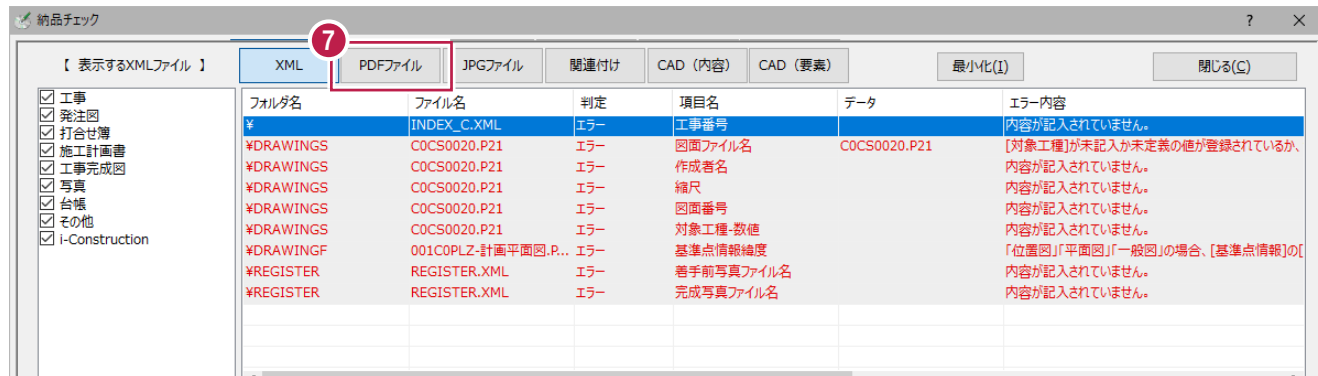 納品チェック ? ×
7
【 表示するXMLファイル 】 XML PDFファイル JPGファイル 関連付け CAD（内容） CAD（要素） 最小化(I) 閉じる(C)
工事
発注図
打合せ簿
施工計画書
工事完成図
写真
台帳
その他
i-Construction
フォルダ名 ファイル名 判定 項目名 データ エラー内容
¥ INDEX_C.XML エラー 工事番号 内容が記入されていません。
¥DRAWINGS C0CS0020.P21 エラー 図面ファイル名 C0CS0020.P21 [対象工種]が未記入か未定義の値が登録されているか、
¥DRAWINGS C0CS0020.P21 エラー 作成者名 内容が記入されていません。
¥DRAWINGS C0CS0020.P21 エラー 縮尺 内容が記入されていません。
¥DRAWINGS C0CS0020.P21 エラー 図面番号 内容が記入されていません。
¥DRAWINGS C0CS0020.P21 エラー 対象工種-数値 内容が記入されていません。
¥DRAWINGF 001C0PLZ-計画平面図.P... エラー 基準点情報緯度 「位置図」「平面図」「一般図」の場合、[基準点情報]の[
¥REGISTER REGISTER.XML エラー 着手前写真ファイル名 内容が記入されていません。
¥REGISTER REGISTER.XML エラー 完成写真ファイル名 内容が記入されていません。